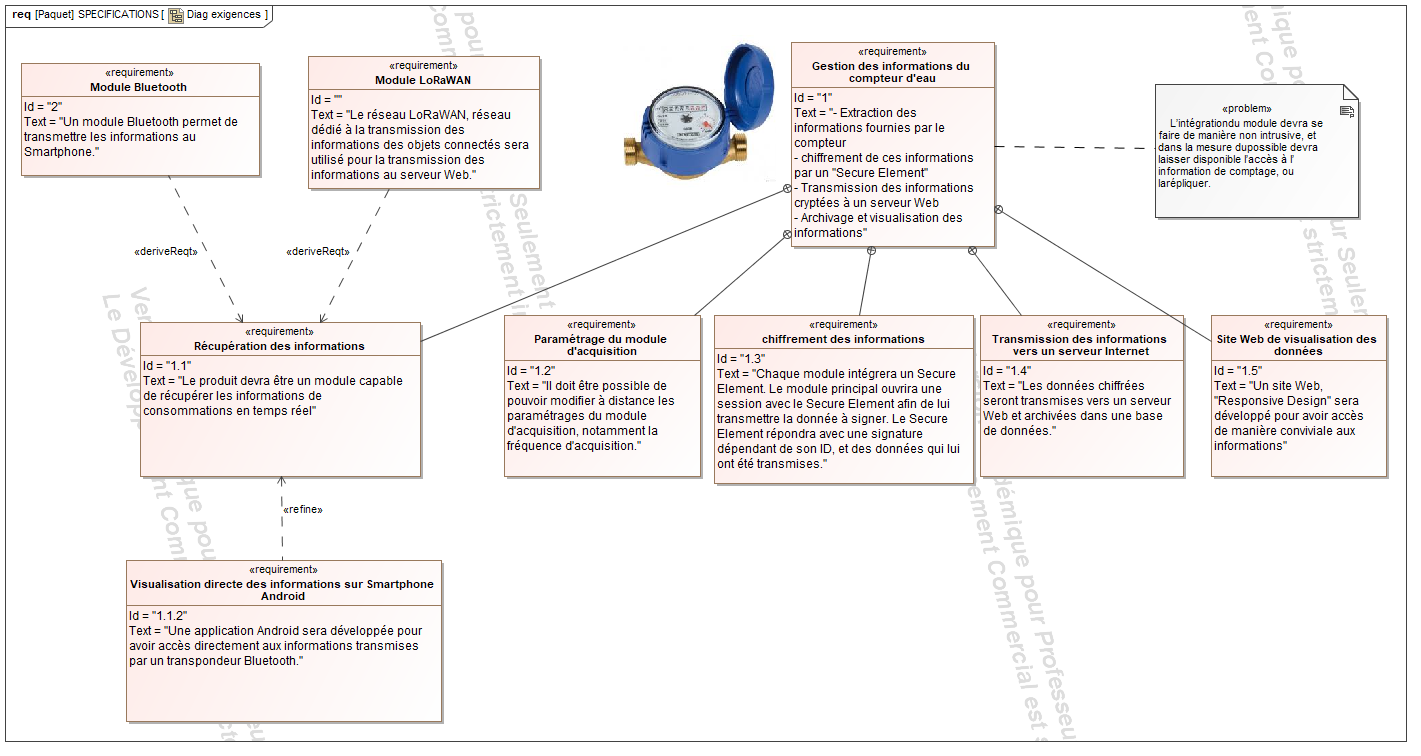 req [Paquet] SPECIFICATIONS [ Diag exigences ]
«requirement»
Module Bluetooth
Id = "2"
Text = "Un module Bluetooth permet de
transmettre les informations au
Smartphone."
«requirement»
Module LoRaWAN
Id = ""
Text = "Le réseau LoRaWAN, réseau
dédié à la transmission des
informations des objets connectés sera
utilisé pour la transmission des
informations au serveur Web."
«requirement»
Gestion des informations du
compteur d'eau
Id = "1"
Text = "- Extraction des
informations fournies par le
compteur
- chiffrement de ces informations
par un "Secure Element"
- Transmission des informations
cryptées à un serveur Web
- Archivage et visualisation des
informations"
«problem»
L'intégrationdu module devra se
faire de manière non intrusive, et
dans la mesure dupossible devra
laisser disponible l'accès à l'
information de comptage, ou
larépliquer.
«deriveReqt»
«deriveReqt»
«requirement»
Récupération des informations
Id = "1.1"
Text = "Le produit devra être un module capable
de récupérer les informations de
consommations en temps réel"
«requirement»
Paramétrage du module
d'acquisition
Id = "1.2"
Text = "Il doit être possible de
pouvoir modifier à distance les
paramétrages du module
d'acquisition, notamment la
fréquence d'acquisition."
«requirement»
chiffrement des informations
Id = "1.3"
Text = "Chaque module intégrera un Secure
Element. Le module principal ouvrira une
session avec le Secure Element afin de lui
transmettre la donnée à signer. Le Secure
Element répondra avec une signature
dépendant de son ID, et des données qui lui
ont été transmises."
«requirement»
Transmission des informations
vers un serveur Internet
Id = "1.4"
Text = "Les données chiffrées
seront transmises vers un serveur
Web et archivées dans une base
de données."
«requirement»
Site Web de visualisation des
données
Id = "1.5"
Text = "Un site Web,
"Responsive Design" sera
développé pour avoir accès
de manière conviviale aux
informations"
«refine»
«requirement»
Visualisation directe des informations sur Smartphone
Android
Id = "1.1.2"
Text = "Une application Android sera développée pour
avoir accès directement aux informations transmises
par un transpondeur Bluetooth."